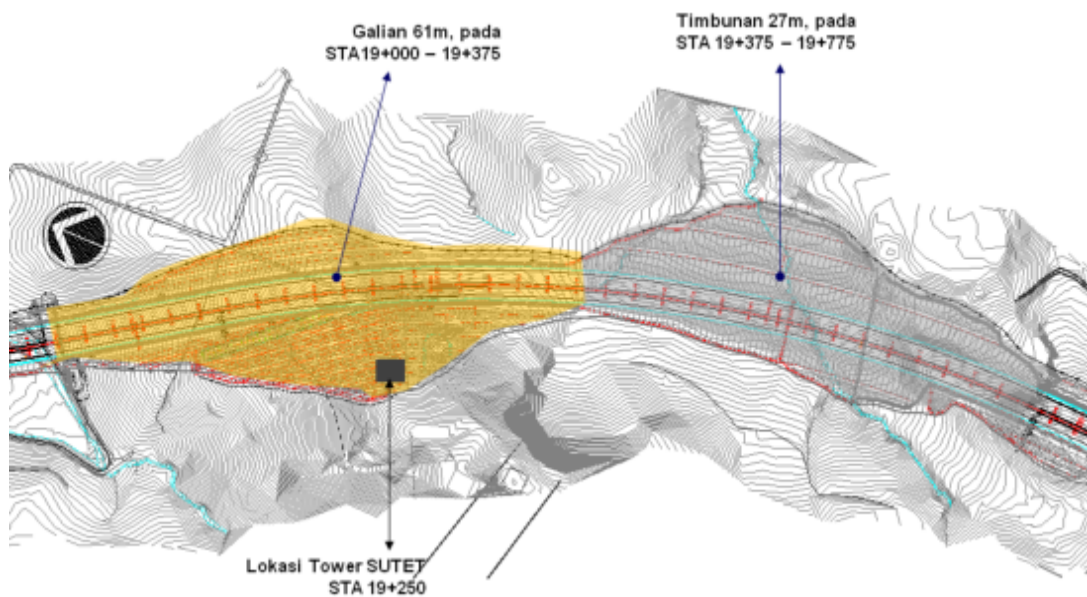 Galian 61m, pada
STA19+000 – 19+375
Timbunan 27m, pada
STA 19+375 – 19+775
Lokasi Tower SUTET
STA 19+250